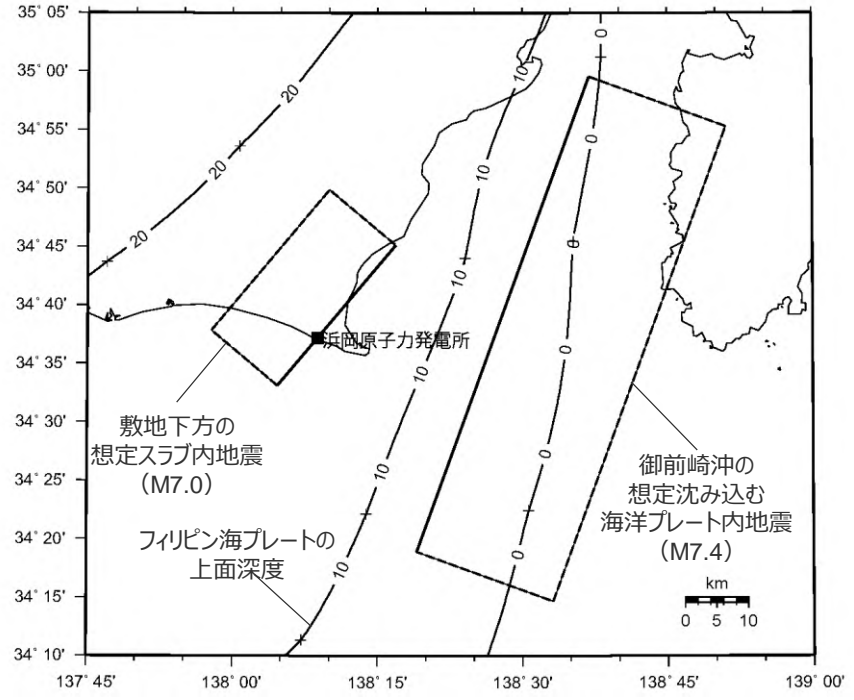 35˚ 05'
35˚ 00'
34˚ 55'
34˚ 50'
34˚ 45'
34˚ 40'
34˚ 35'
34˚ 30'
34˚ 25'
34˚ 20'
34˚ 15'
34˚ 10'
137˚ 45'
138˚ 00'
138˚ 15'
138˚ 30'
138˚ 45'
139˚ 00'
20
20
20
20
10
10
10
10
10
10
0
0
0
0
0
0
浜岡原子力発電所
敷地下方の
想定スラブ内地震
(M7.0)
フィリピン海プレートの
上面深度
御前崎沖の
想定沈み込む
海洋プレート内地震
(M7.4)
km
0 5 10